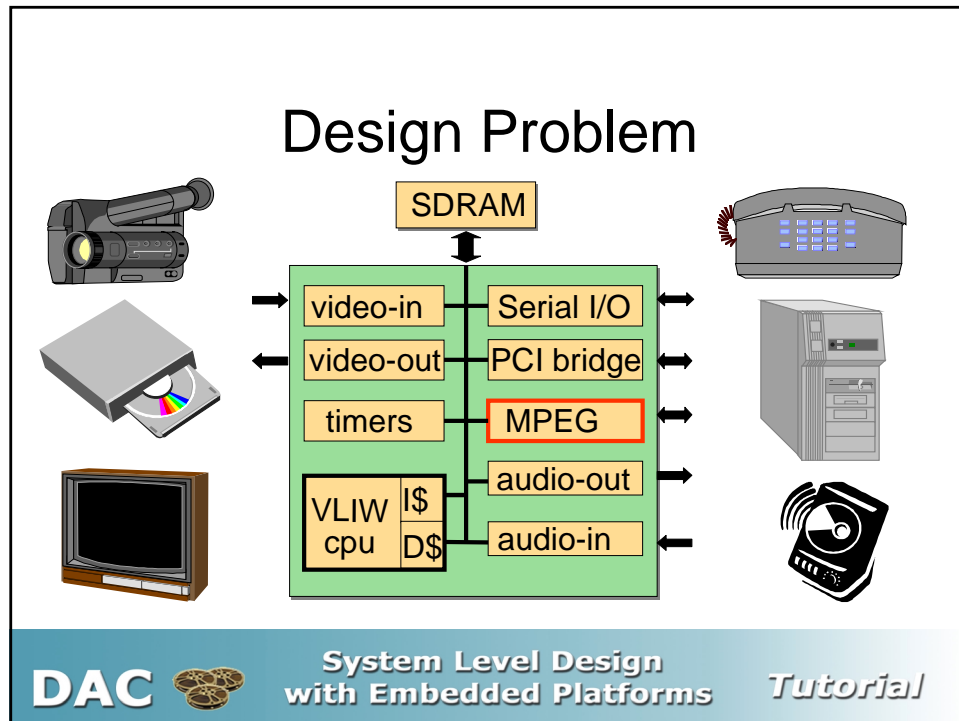 Design Problem
SDRAM
video-in
Serial I/O
video-out
PCI bridge
timers
MPEG
VLIW
cpu
I$
D$
audio-out
audio-in
DAC
System Level Design
with Embedded Platforms
Tutorial